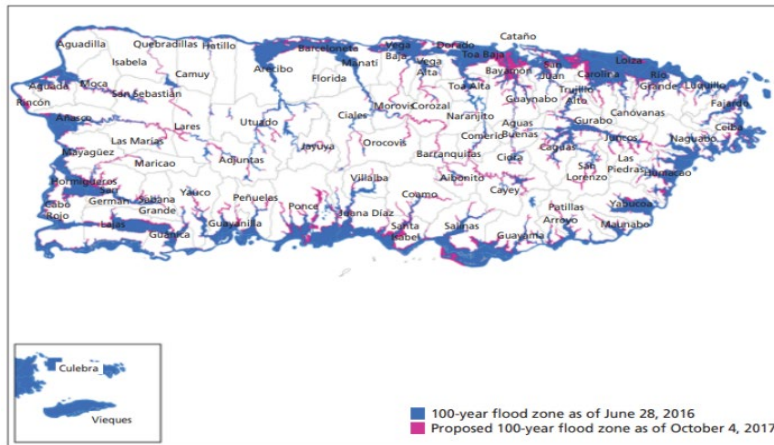 Cataño
Aguadilla
Quebradillas
Hatillo
Barceloneta
Vega
Baja
Dorado
Toa Baja
Isabela
Camuy
Arecibo
Manatí
Florida
Vega
Alta
Bayamón
San
Juan
Carolina
Loíza
Río
Grande
Luquillo
Aguada
Moca
San Sebastián
Toa Alta
Trujillo
Alto
Rincón
Morovis
Corozal
Guaynabo
Canóvanas
Fajardo
Añasco
Lares
Utuado
Ciales
Naranjito
Aguas
Buenas
Gurabo
Ceiba
Las Marías
Jayuya
Orocovis
Comerío
Caguas
Juncos
Naguabo
Mayagüez
Maricao
Adjuntas
Barranquitas
Cidra
San
Lorenzo
Las
Piedras
Humacao
Hormigueros
San
Germán
Sabana
Grande
Yauco
Peñuelas
Villalba
Coamo
Aibonito
Cayey
Cabo
Rojo
Ponce
Juana Díaz
Patillas
Yabucoa
Lajas
Guánica
Guayanilla
Santa
Isabel
Salinas
Guayama
Arroyo
Maunabo
Culebra
Vieques
100-year flood zone as of June 28, 2016
Proposed 100-year flood zone as of October 4, 2017